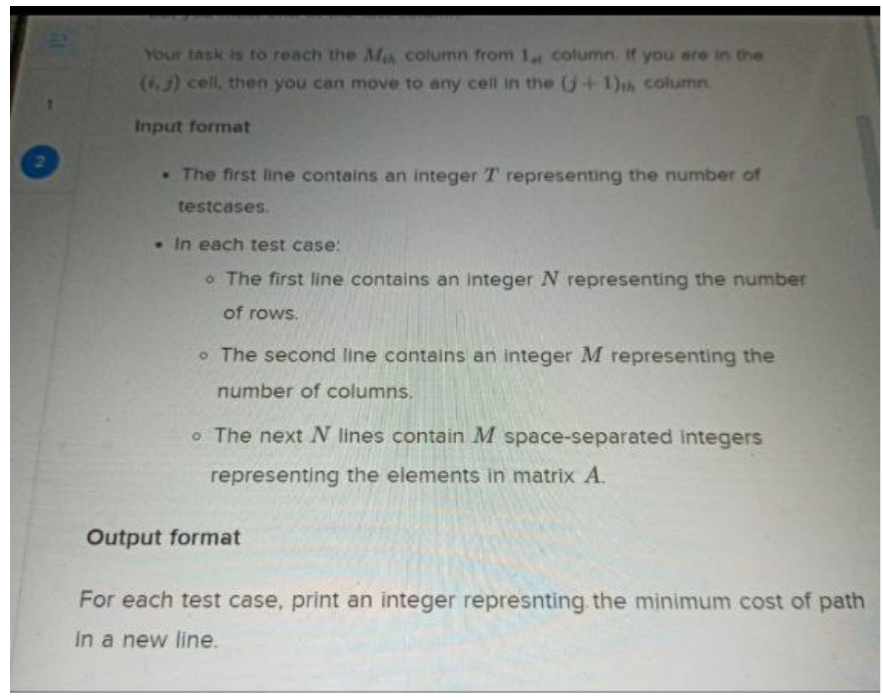 Your task is to reach the Mth column from 1st column. If you are in the
(i, j) cell, then you can move to any cell in the (j + 1)th column.
1
Input format
2
• The first line contains an integer T representing the number of
testcases.
• In each test case:
◦ The first line contains an integer N representing the number
of rows.
◦ The second line contains an integer M representing the
number of columns.
◦ The next N lines contain M space-separated integers
representing the elements in matrix A.
Output format
For each test case, print an integer represnting the minimum cost of path
in a new line.